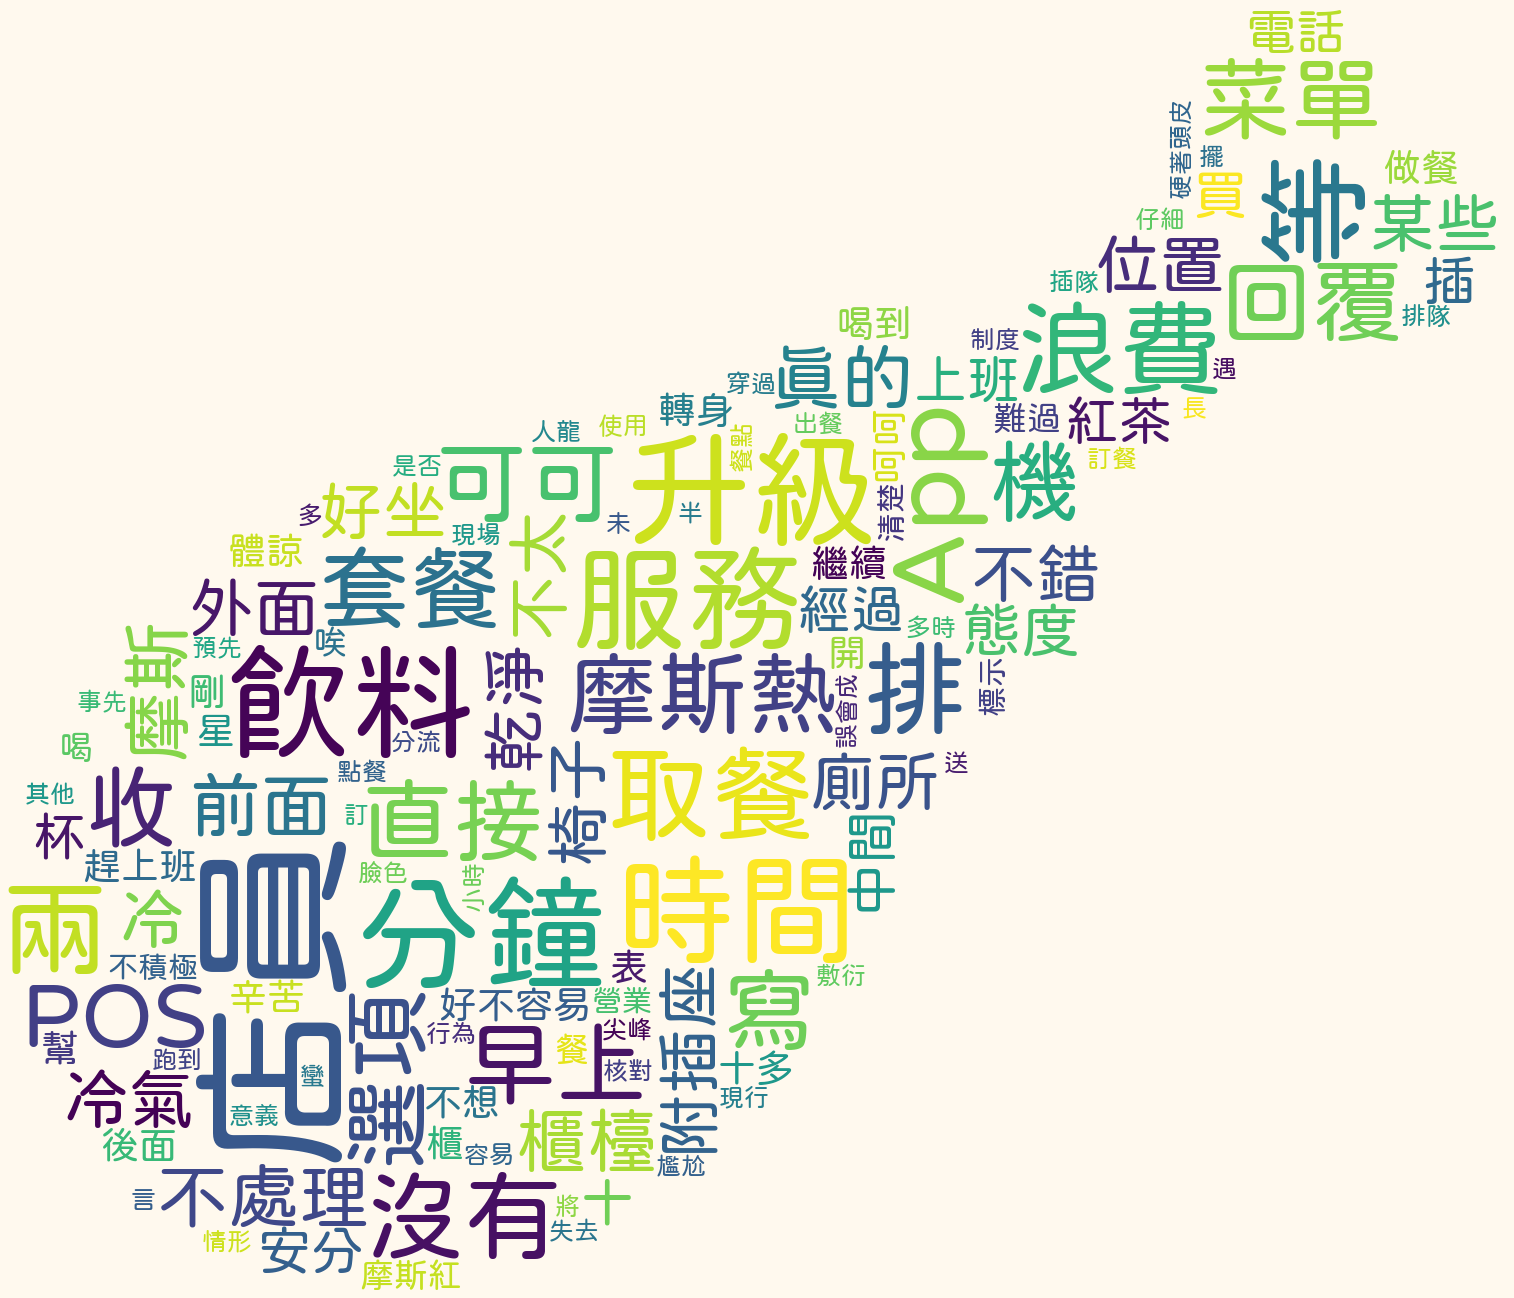 電話
菜單
硬著頭皮
擺
買
等
做餐
某些
仔細
位置
插隊
回覆
插
排隊
喝到
制度
浪費
遇
真的
穿過
上班
轉身
難過
紅茶
長
人龍
使用
出餐
呵呵
App
可可
升級
餐點
機
訂餐
是否
好坐
多
現場
未
半
清楚
不太
體諒
套餐
服務
繼續
不錯
外面
經過
多時
態度
唉
預先
摩斯
飲料
乾淨
摩斯熱
開
誤會成
排
標示
事先
剛
星
分流
喝
點餐
椅子
取餐
廁所
送
其他
收
前面
訂
直接
杯
中間
趕上班
臉色
小時
時間
兩
冷
點
分鐘
不積極
表
敷衍
辛苦
POS
選項
好不容易
營業
附插座
寫
幫
行為
早上
餐
尖峰
跑到
蠻
核對
十多
冷氣
意義
不想
現行
後面
櫃
容易
櫃檯
尷尬
言
不處理
沒有
將
十
失去
情形
安分
摩斯紅